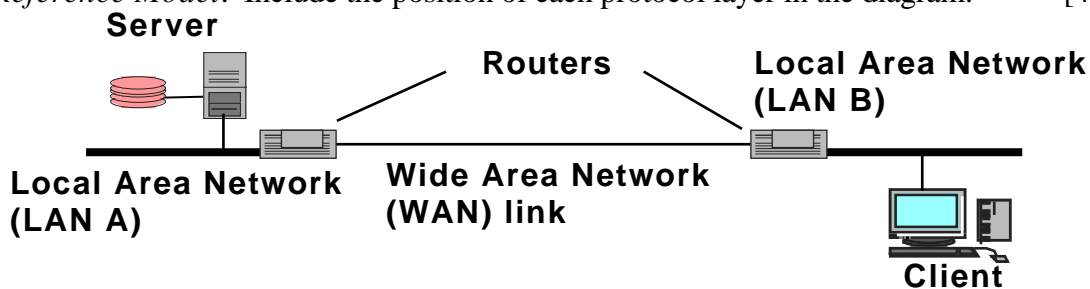 Reference Model. Include the position of each protocol layer in the diagram.
Server
Routers
Local Area Network
(LAN B)
Local Area Network
(LAN A)
Wide Area Network
(WAN) link
Client